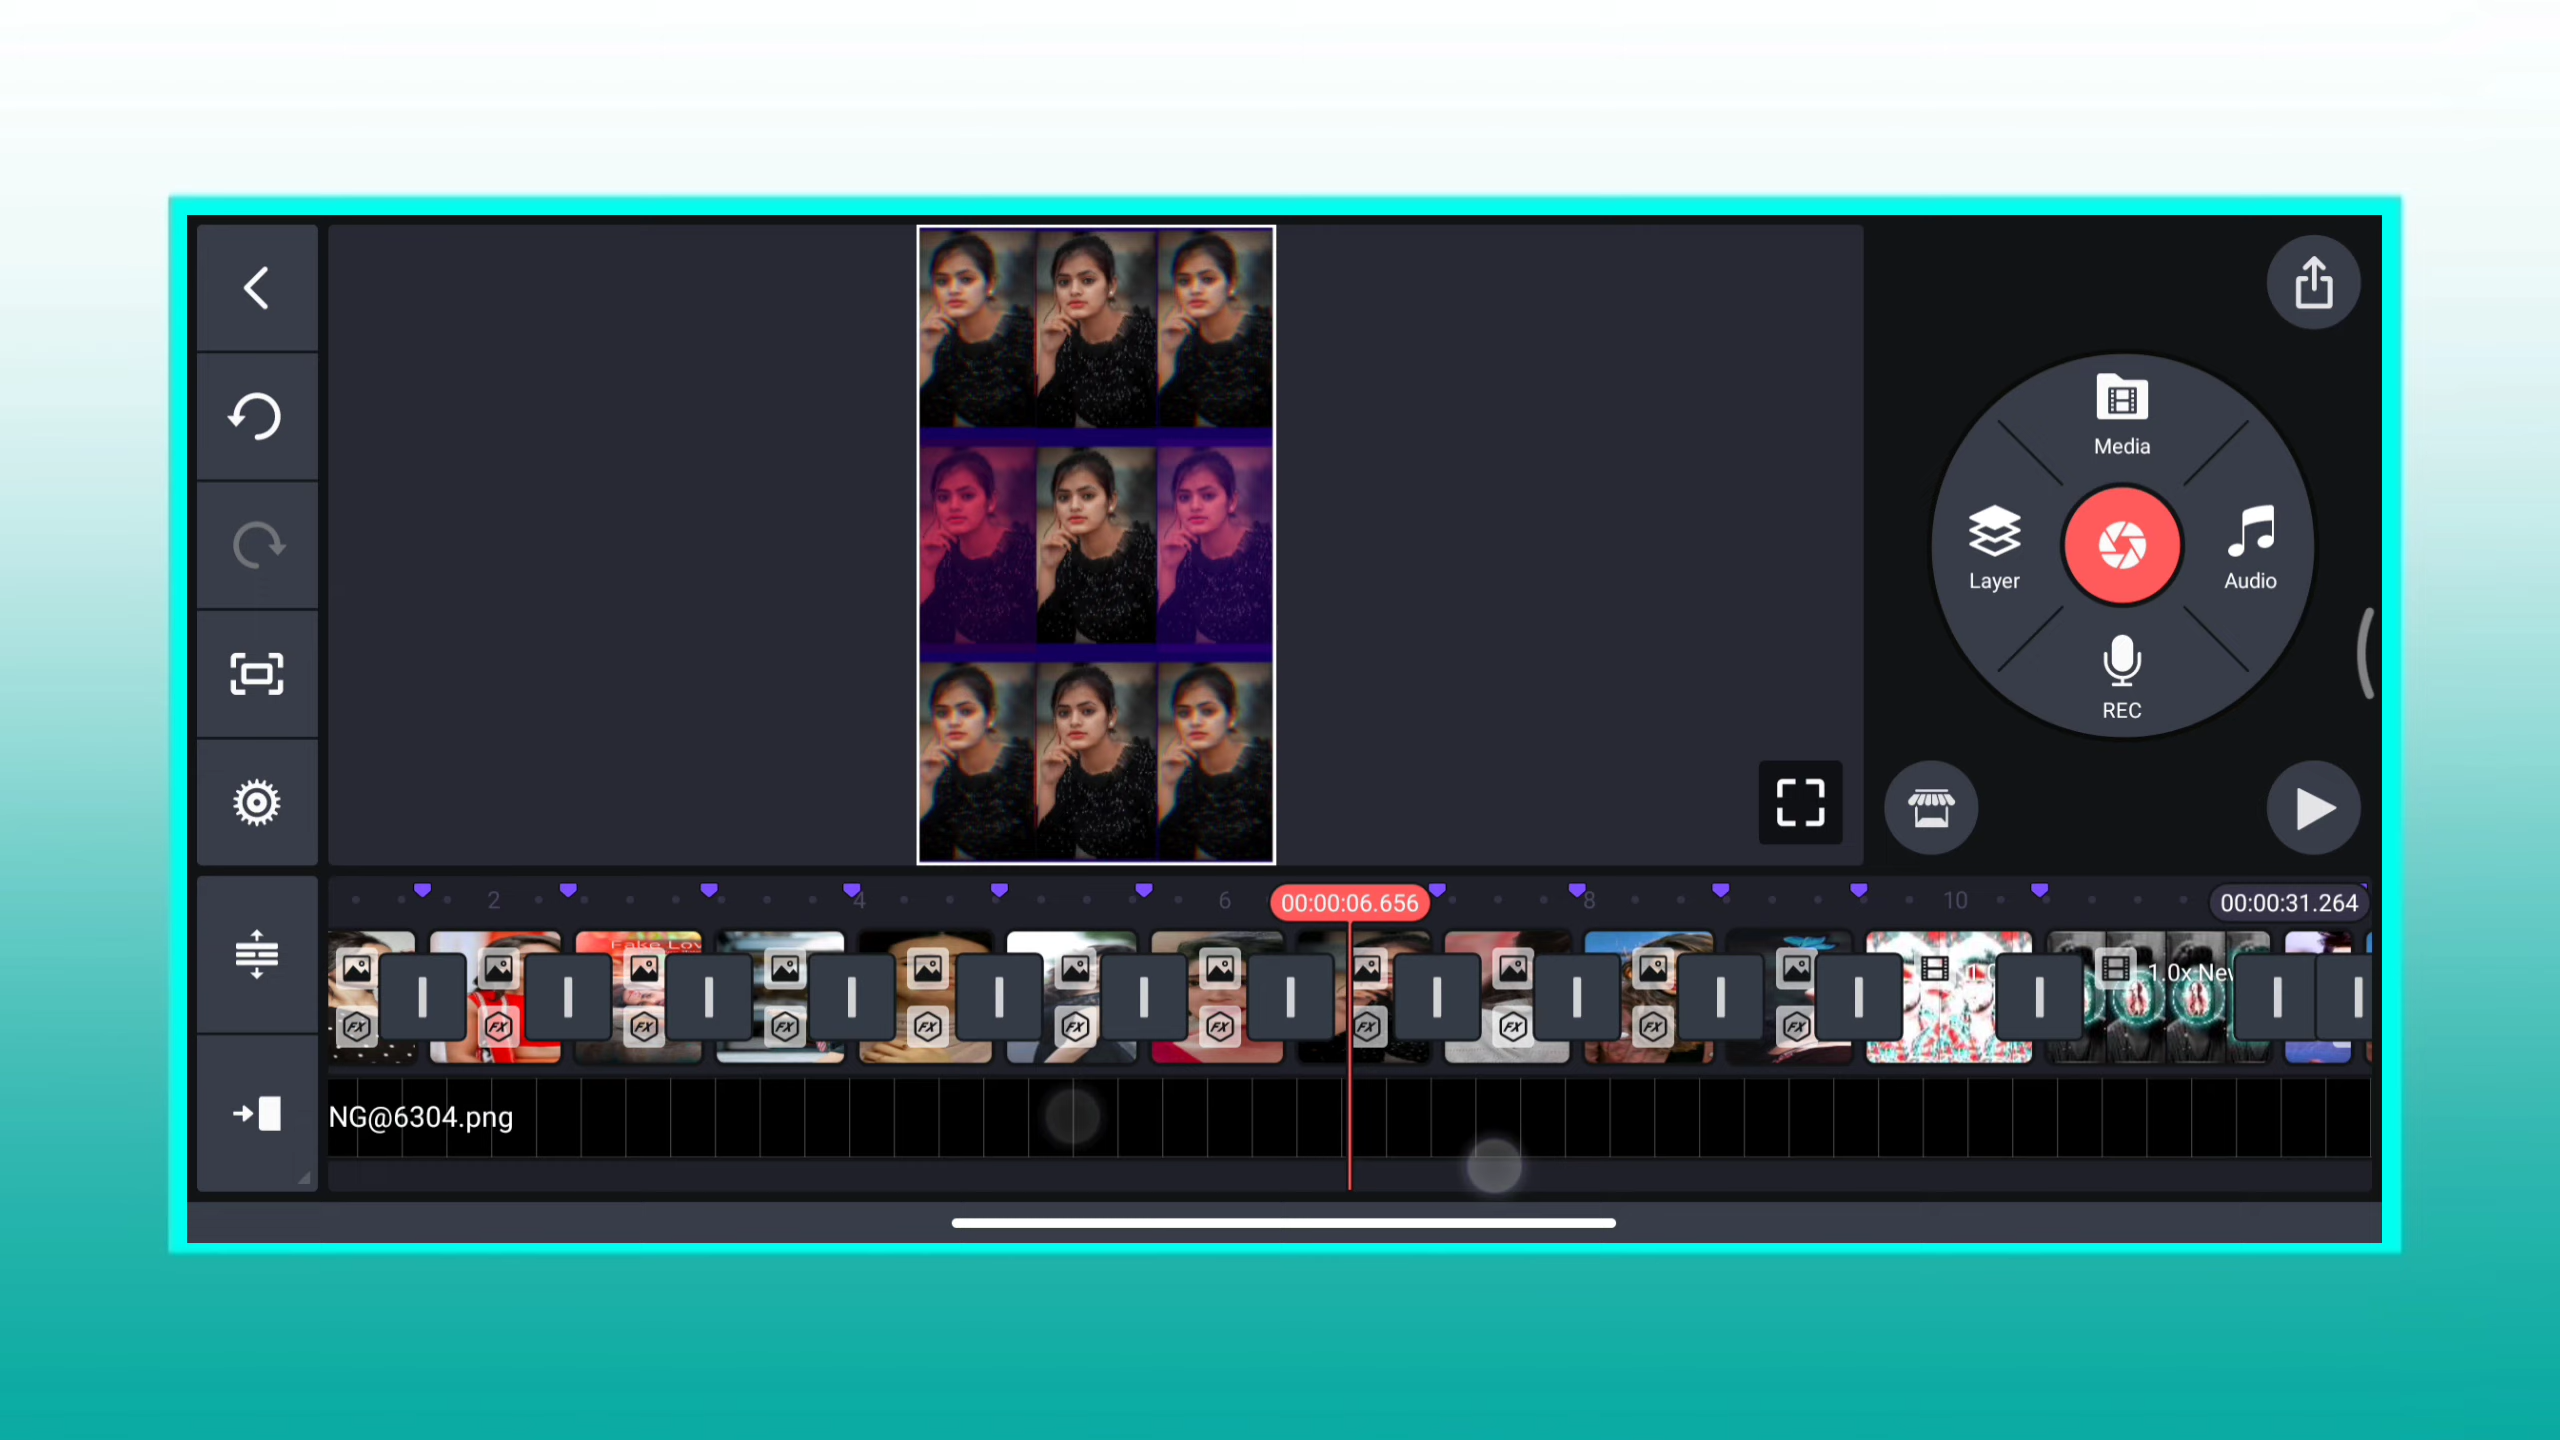 Media
Layer
Audio
REC
2
4
6
00:00:06.656
8
10
00:00:31.264
Fake Lov
1.0x Nev
NG@6304.png